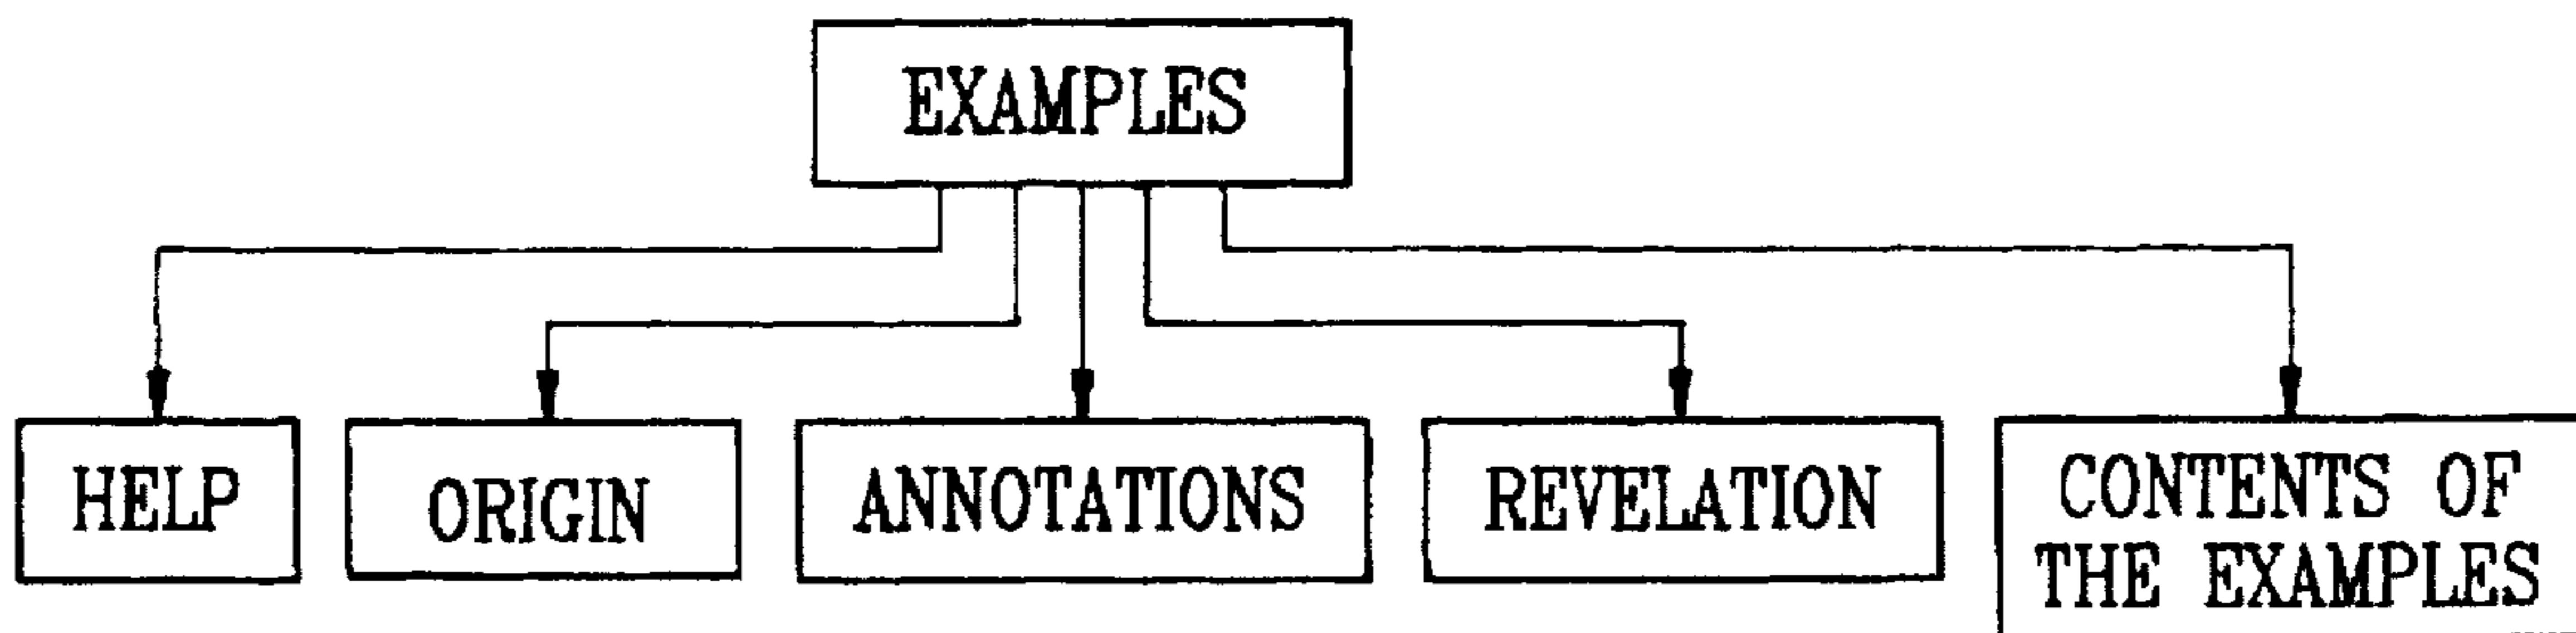 EXAMPLES
HELP
ORIGIN
ANNOTATIONS
REVELATION
CONTENTS OF
THE EXAMPLES